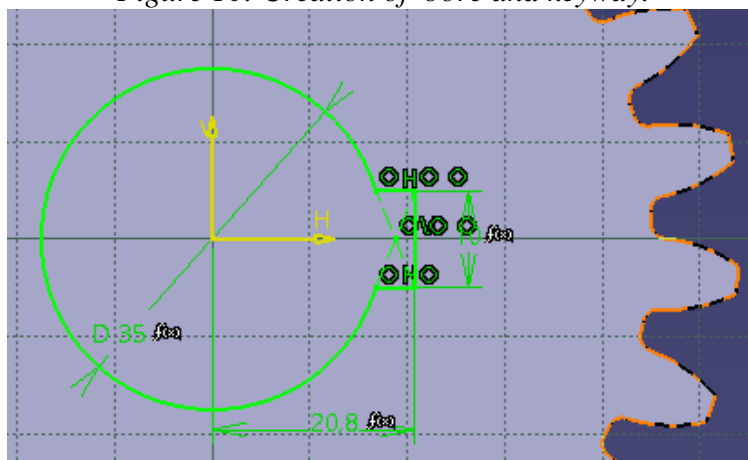 Figure 10: Creation of bore and keyway.
V
H H
V 10 f(x)
H
H
D 35 f(x)
20,8 f(x)